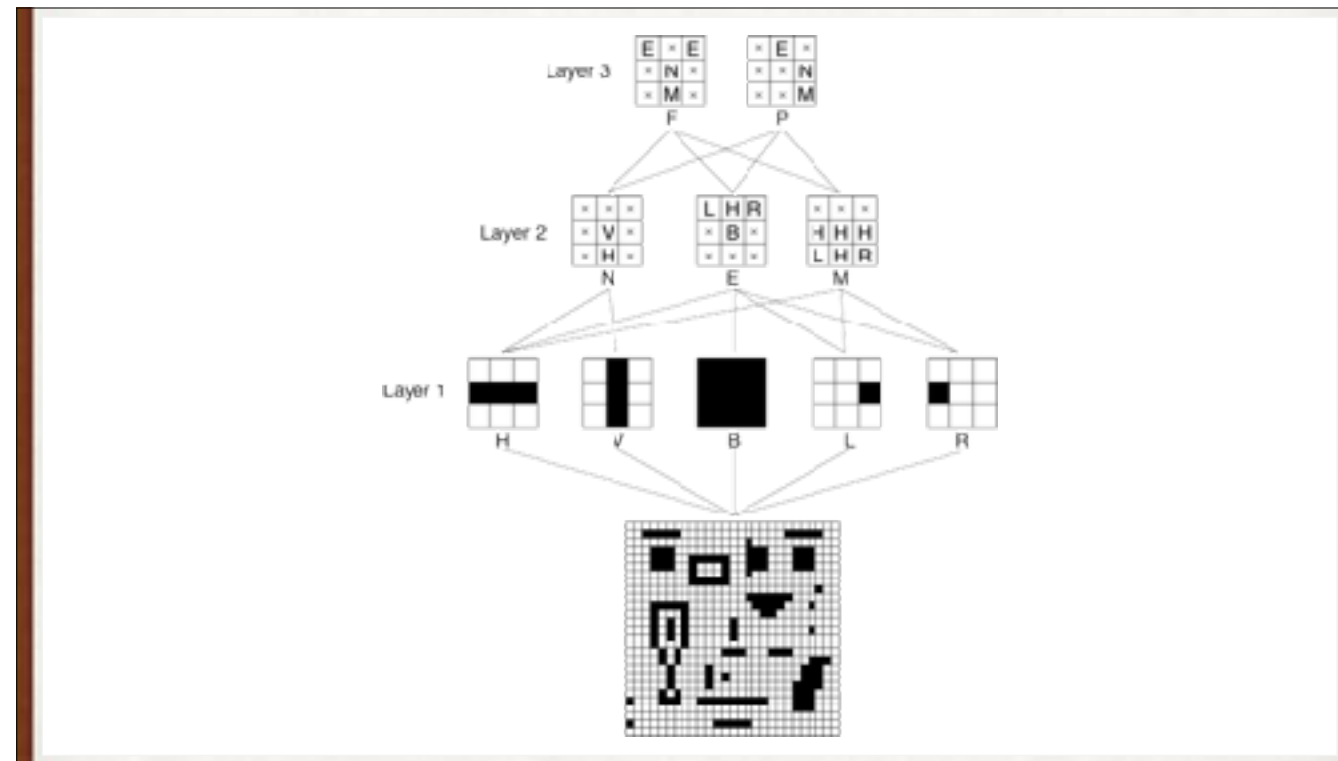 E × E × E ×
Layer 3
× N × × × N
× M × × × M
F P
× × × L H R × × ×
Layer 2
× V × × B × H H H
× H × × × × L H R
N E M
Layer 1
H V B L R